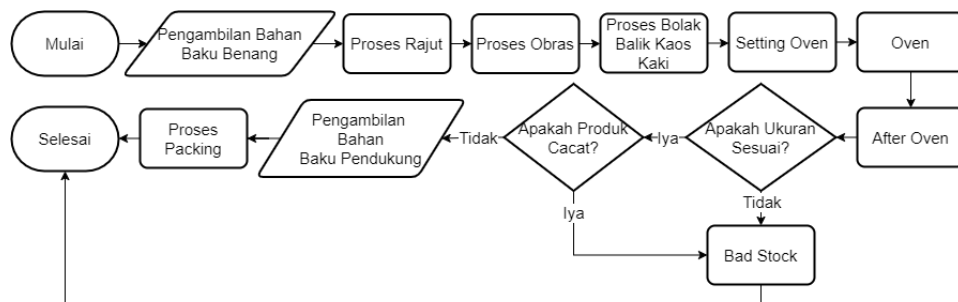 Mulai
Pengambilan Bahan
Baku Benang
Proses Rajut
Proses Obras
Proses Bolak
Balik Kaos
Kaki
Setting Oven
Oven
Selesai
Proses
Packing
Pengambilan
Bahan
Baku Pendukung
Tidak
Apakah Produk
Cacat?
Iya
Apakah Ukuran
Sesuai?
After Oven
Iya
Tidak
Bad Stock